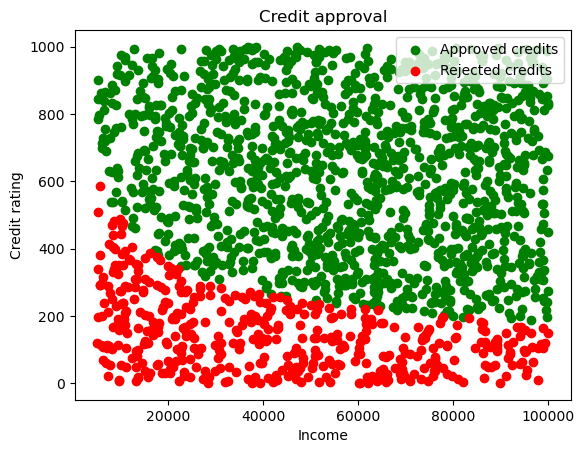 Credit approval
Approved credits
Rejected credits
1000
800
600
400
200
0
Credit rating
20000 40000 60000 80000 100000
Income